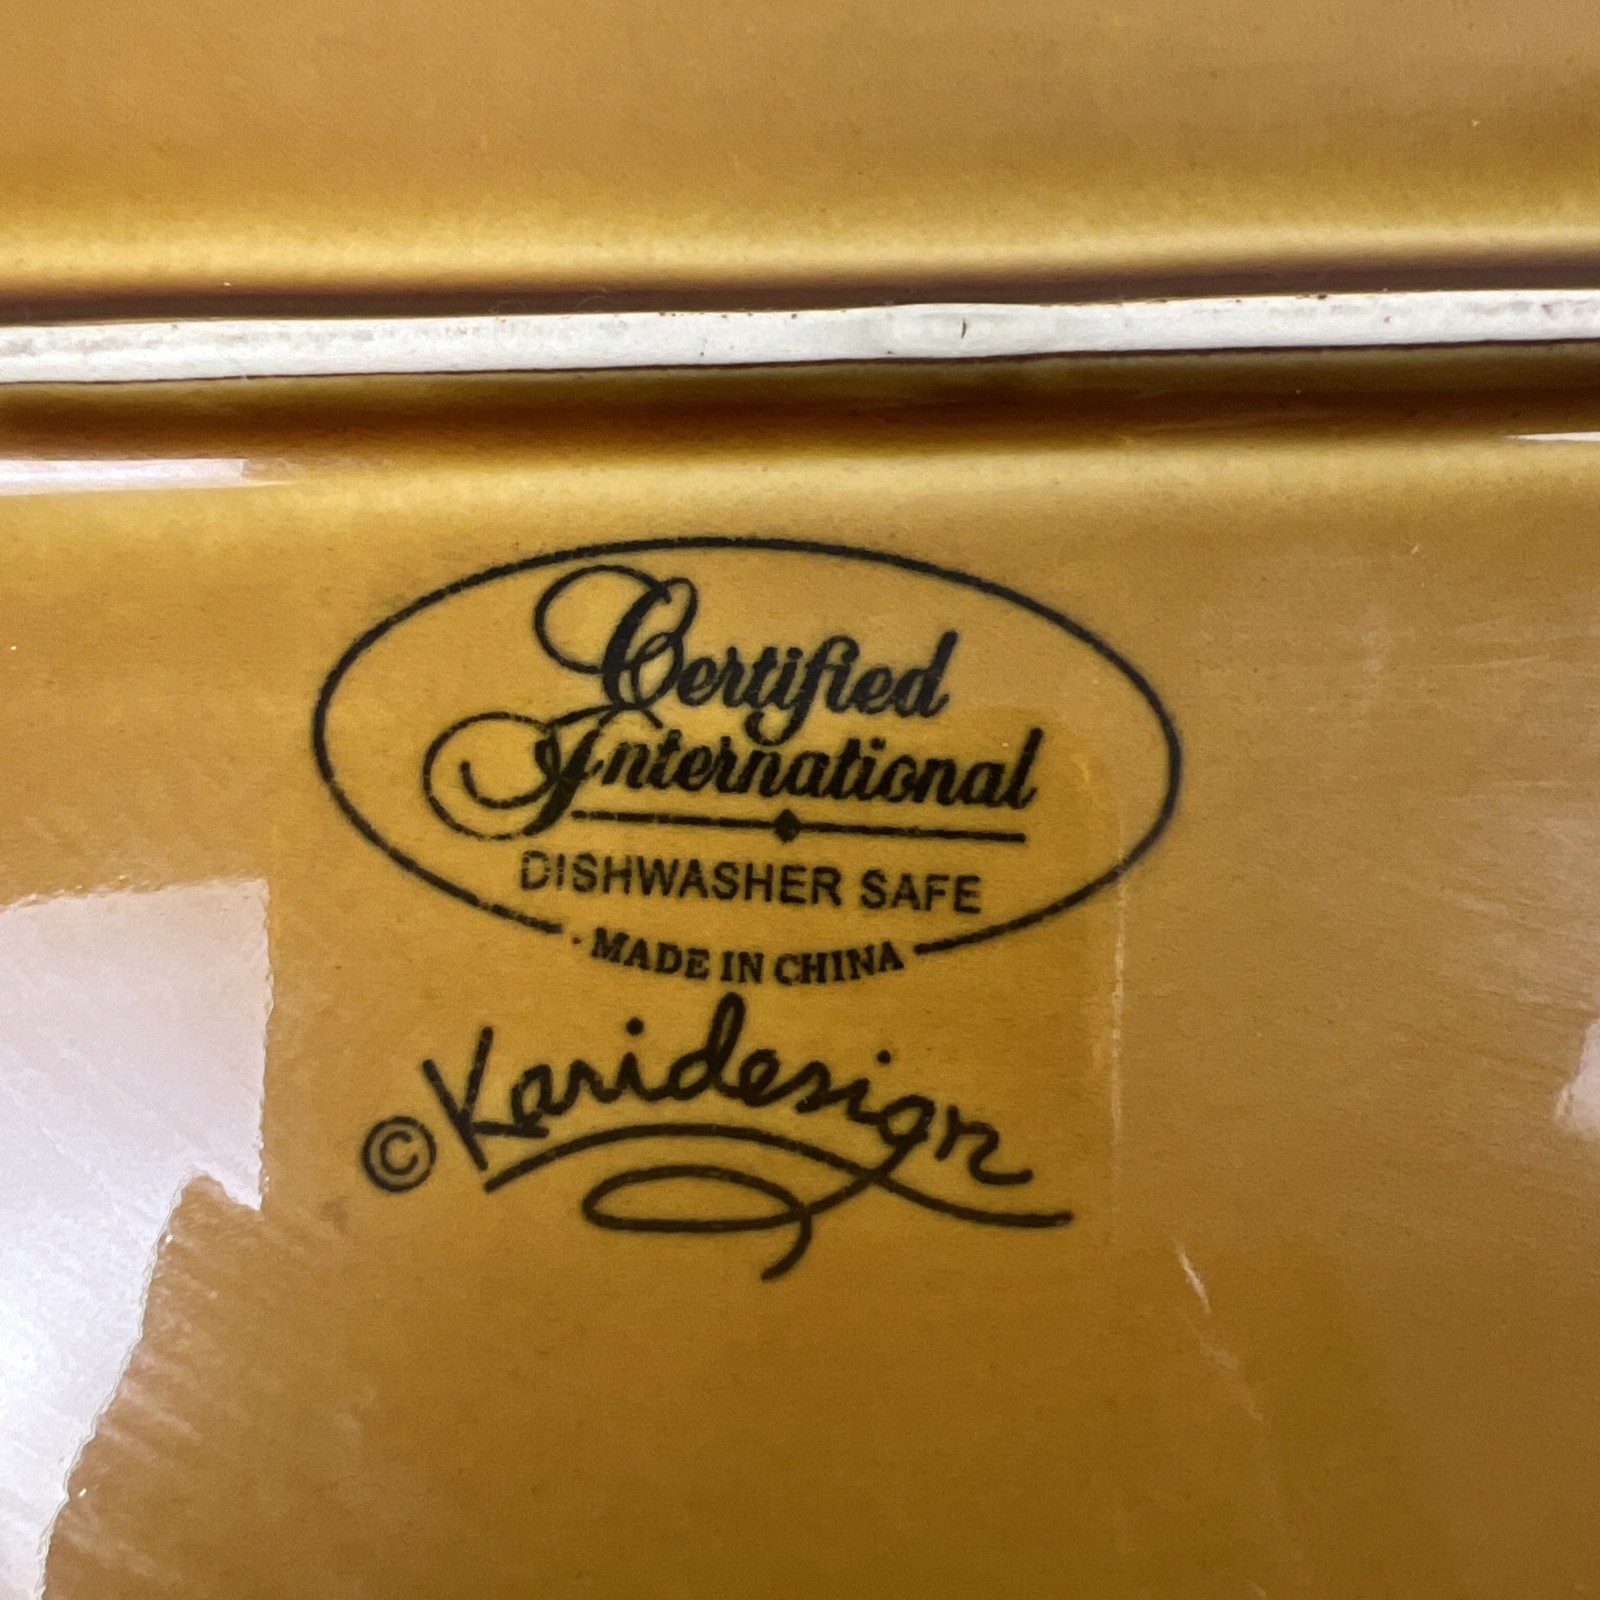 Certified
International
DISHWASHER SAFE
· MADE IN CHINA
© Karidesign